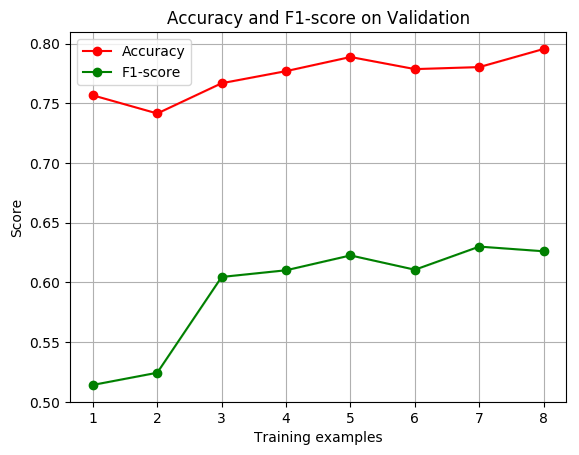 Accuracy and F1-score on Validation
Accuracy
F1-score
0.80
0.75
0.70
0.65
0.60
0.55
0.50
Score
1 2 3 4 5 6 7 8
Training examples